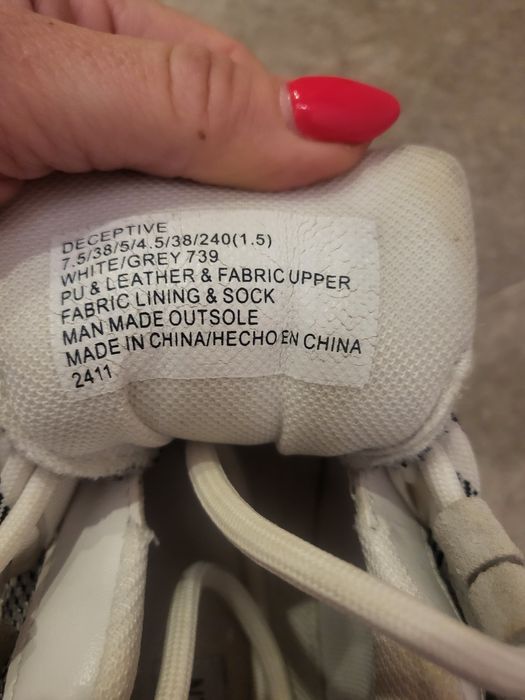 DECEPTIVE
7.5/38/5/4.5/38/240(1.5)
WHITE/GREY 739
PU & LEATHER & FABRIC UPPER
FABRIC LINING & SOCK
MAN MADE OUTSOLE
MADE IN CHINA/HECHO EN CHINA
2411